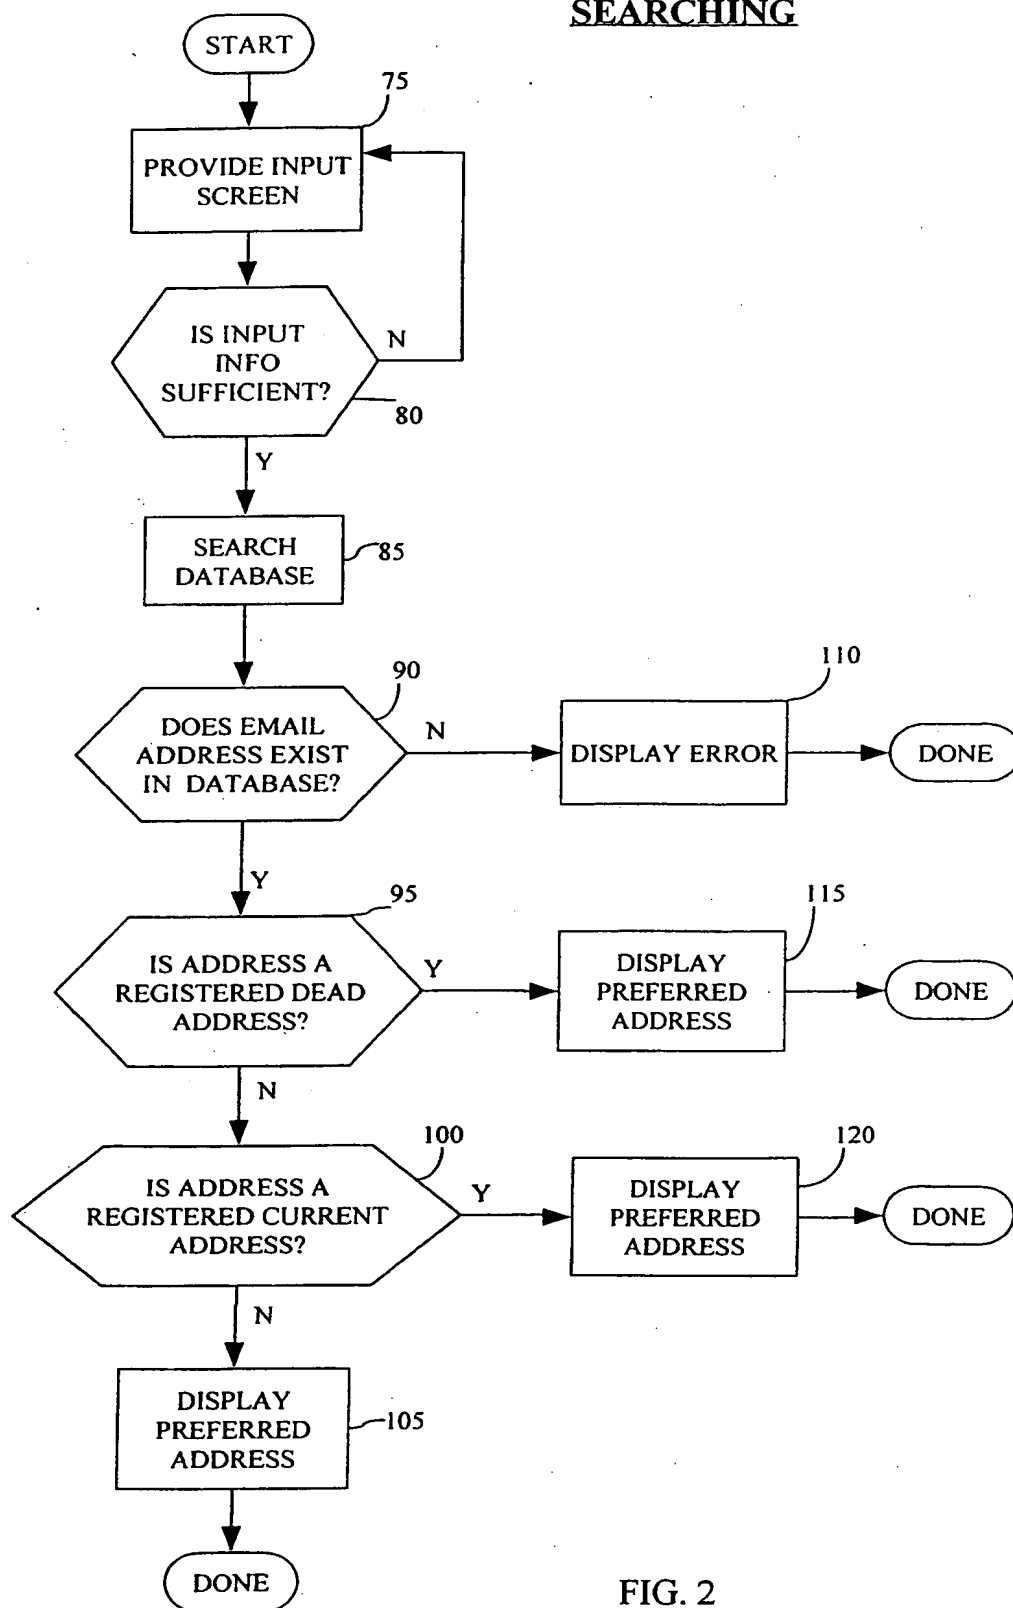 SEARCHING
START
75
PROVIDE INPUT
SCREEN
IS INPUT
INFO
SUFFICIENT?
N
80
Y
SEARCH
DATABASE
85
90
DOES EMAIL
ADDRESS EXIST
IN DATABASE?
N
110
DISPLAY ERROR
DONE
Y
95
IS ADDRESS A
REGISTERED DEAD
ADDRESS?
Y
115
DISPLAY
PREFERRED
ADDRESS
DONE
N
100
IS ADDRESS A
REGISTERED CURRENT
ADDRESS?
Y
120
DISPLAY
PREFERRED
ADDRESS
DONE
N
DISPLAY
PREFERRED
ADDRESS
105
DONE
FIG. 2